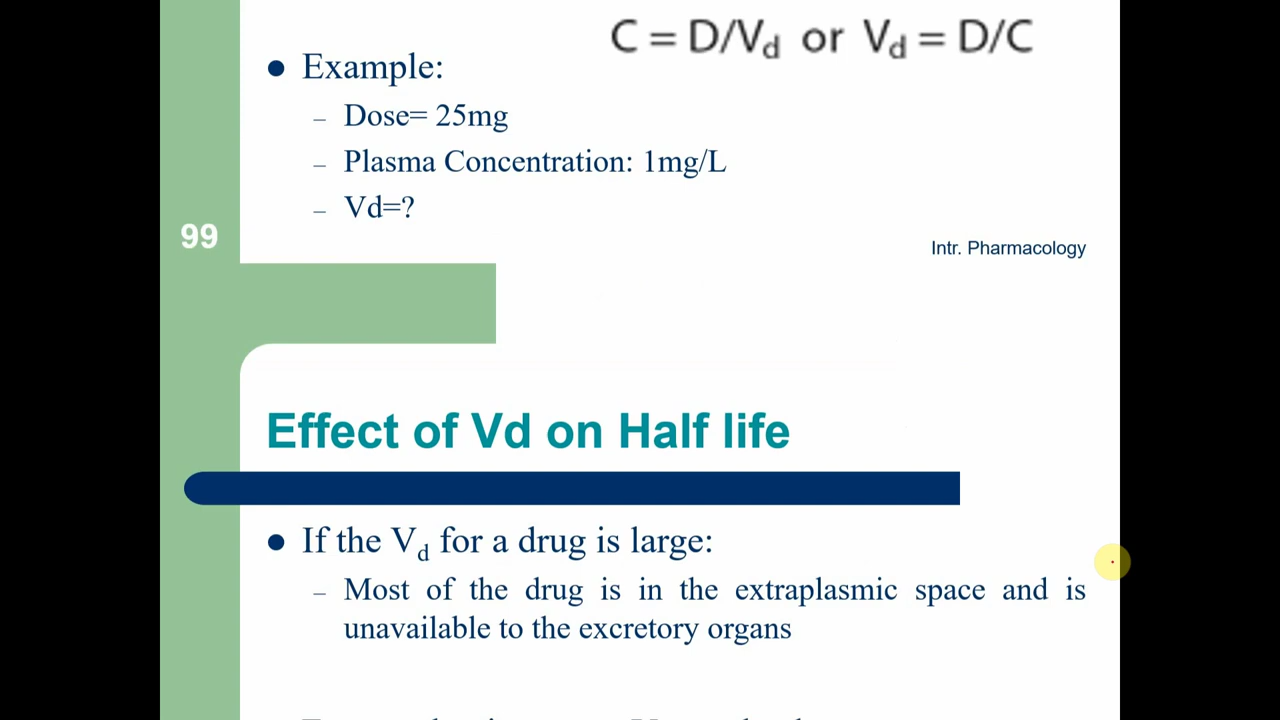 C = D/Vd or Vd = D/C
● Example:
– Dose= 25mg
– Plasma Concentration: 1mg/L
– Vd=?
99
Intr. Pharmacology
Effect of Vd on Half life
● If the Vd for a drug is large:
– Most of the drug is in the extraplasmic space and is
unavailable to the excretory organs